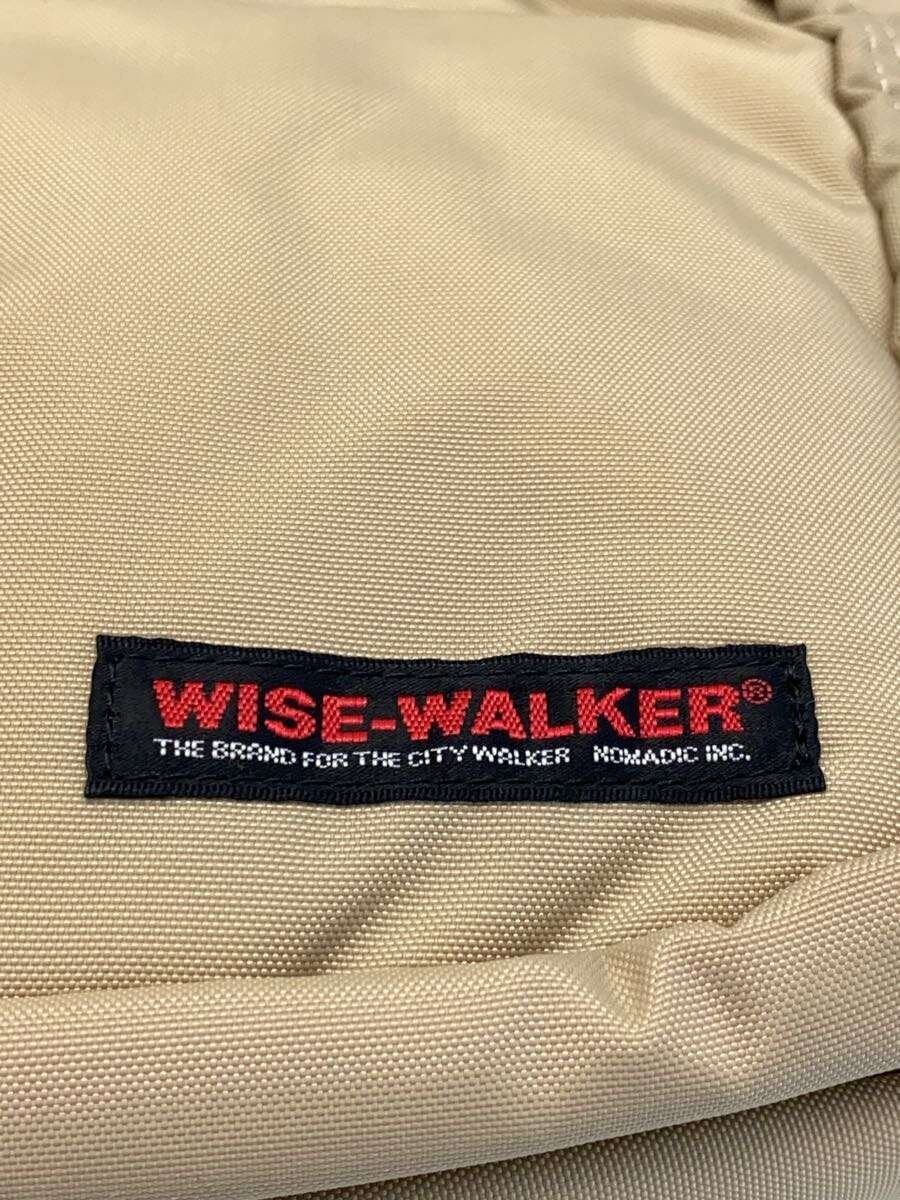 WISE-WALKER®
THE BRAND FOR THE CITY WALKER NOMADIC INC.